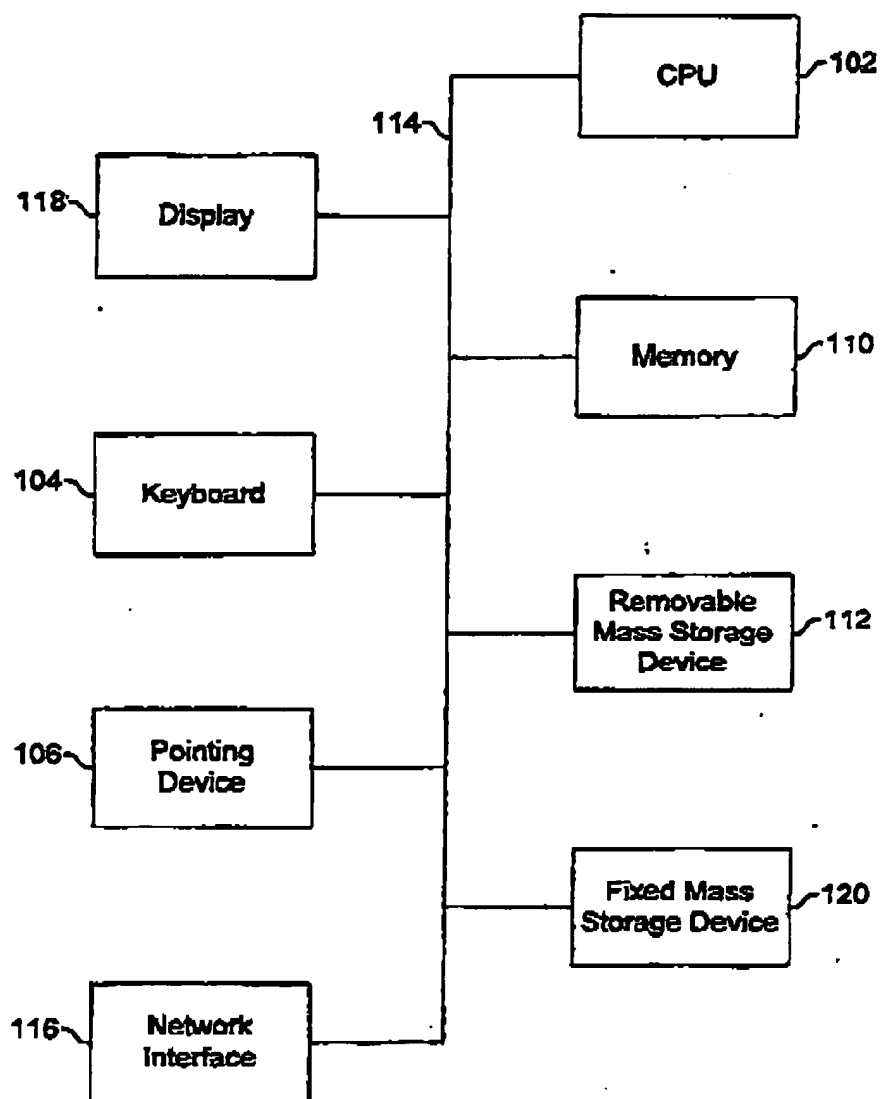 CPU
102
114
118
Display
Memory
110
104
Keyboard
Removable
Mass Storage
Device
112
106
Pointing
Device
Fixed Mass
Storage Device
120
116
Network
Interface